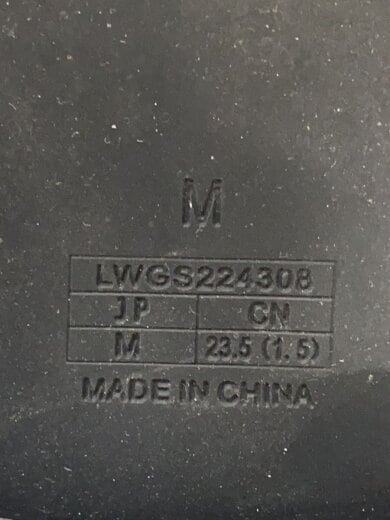 M
LWGS224308
JP CN
M 23.5 (1.5)
MADE IN CHINA